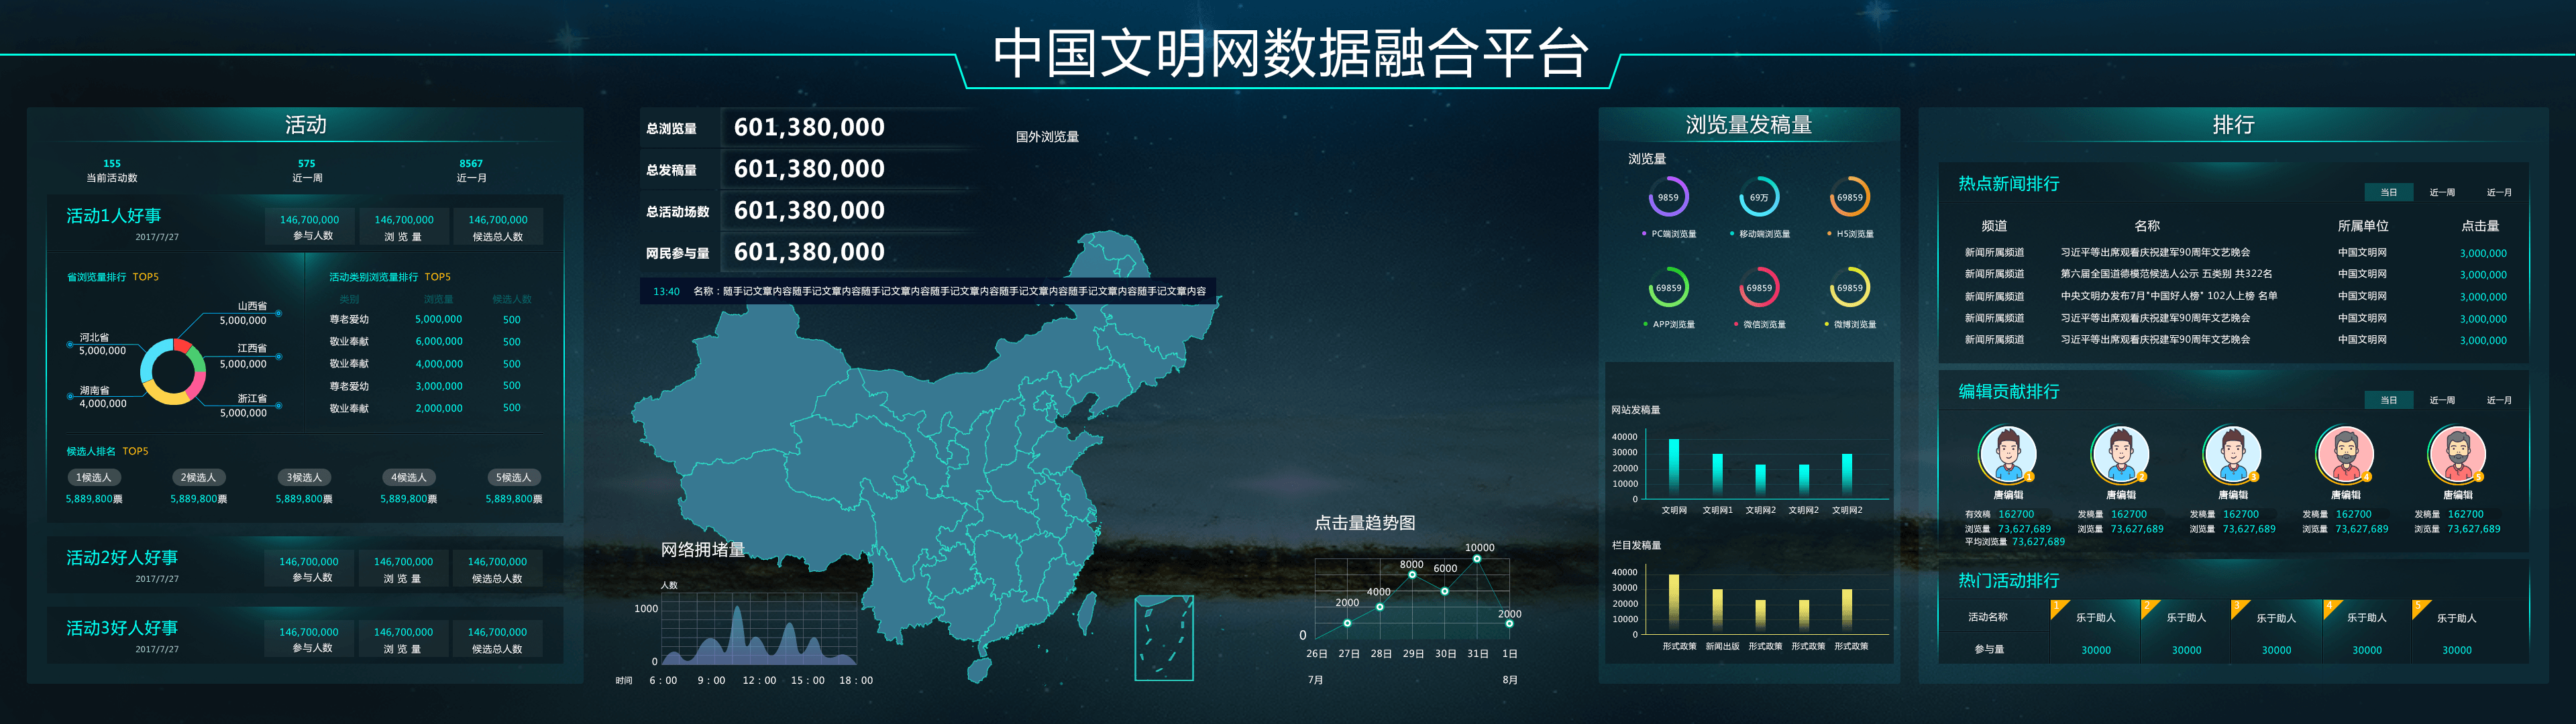 中国文明网数据融合平台
活动
155
当前活动数
575
近一周
8567
近一月
活动1人好事
2017/7/27
146,700,000
参与人数
146,700,000
浏 览 量
146,700,000
候选总人数
省浏览量排行 TOP5
山西省
5,000,000
河北省
5,000,000
江西省
5,000,000
湖南省
4,000,000
浙江省
5,000,000
活动类别浏览量排行 TOP5
类别 浏览量 候选人数
尊老爱幼 5,000,000 500
敬业奉献 6,000,000 500
敬业奉献 4,000,000 500
尊老爱幼 3,000,000 500
敬业奉献 2,000,000 500
候选人排名 TOP5
1候选人 2候选人 3候选人 4候选人 5候选人
5,889,800票 5,889,800票 5,889,800票 5,889,800票 5,889,800票
活动2好人好事
2017/7/27
146,700,000
参与人数
146,700,000
浏 览 量
146,700,000
候选总人数
活动3好人好事
2017/7/27
146,700,000
参与人数
146,700,000
浏 览 量
146,700,000
候选总人数
总浏览量 601,380,000
总发稿量 601,380,000
总活动场数 601,380,000
网民参与量 601,380,000
国外浏览量
13:40 名称：随手记文章内容随手记文章内容随手记文章内容随手记文章内容随手记文章内容随手记文章内容随手记文章内容
网络拥堵量
人数
1000
0
时间 6：00 9：00 12：00 15：00 18：00
点击量趋势图
10000
8000
6000
4000
2000
2000
0
26日 27日 28日 29日 30日 31日 1日
7月 8月
浏览量发稿量
浏览量
9859 69万 69859
PC端浏览量 移动端浏览量 H5浏览量
69859 69859 69859
APP浏览量 微信浏览量 微博浏览量
网站发稿量
40000
30000
20000
10000
0
文明网 文明网1 文明网2 文明网2 文明网2
栏目发稿量
40000
30000
20000
10000
0
形式政策 新闻出版 形式政策 形式政策 形式政策
排行
热点新闻排行
当日 近一周 近一月
频道 名称 所属单位 点击量
新闻所属频道 习近平等出席观看庆祝建军90周年文艺晚会 中国文明网 3,000,000
新闻所属频道 第六届全国道德模范候选人公示 五类别 共322名 中国文明网 3,000,000
新闻所属频道 中央文明办发布7月"中国好人榜" 102人上榜 名单 中国文明网 3,000,000
新闻所属频道 习近平等出席观看庆祝建军90周年文艺晚会 中国文明网 3,000,000
新闻所属频道 习近平等出席观看庆祝建军90周年文艺晚会 中国文明网 3,000,000
编辑贡献排行
当日 近一周 近一月
1 2 3 4 5
唐编辑 唐编辑 唐编辑 唐编辑 唐编辑
有效稿 162700 发稿量 162700 发稿量 162700 发稿量 162700 发稿量 162700
浏览量 73,627,689 浏览量 73,627,689 浏览量 73,627,689 浏览量 73,627,689 浏览量 73,627,689
平均浏览量 73,627,689
热门活动排行
1 2 3 4 5
活动名称 乐于助人 乐于助人 乐于助人 乐于助人 乐于助人
参与量 30000 30000 30000 30000 30000